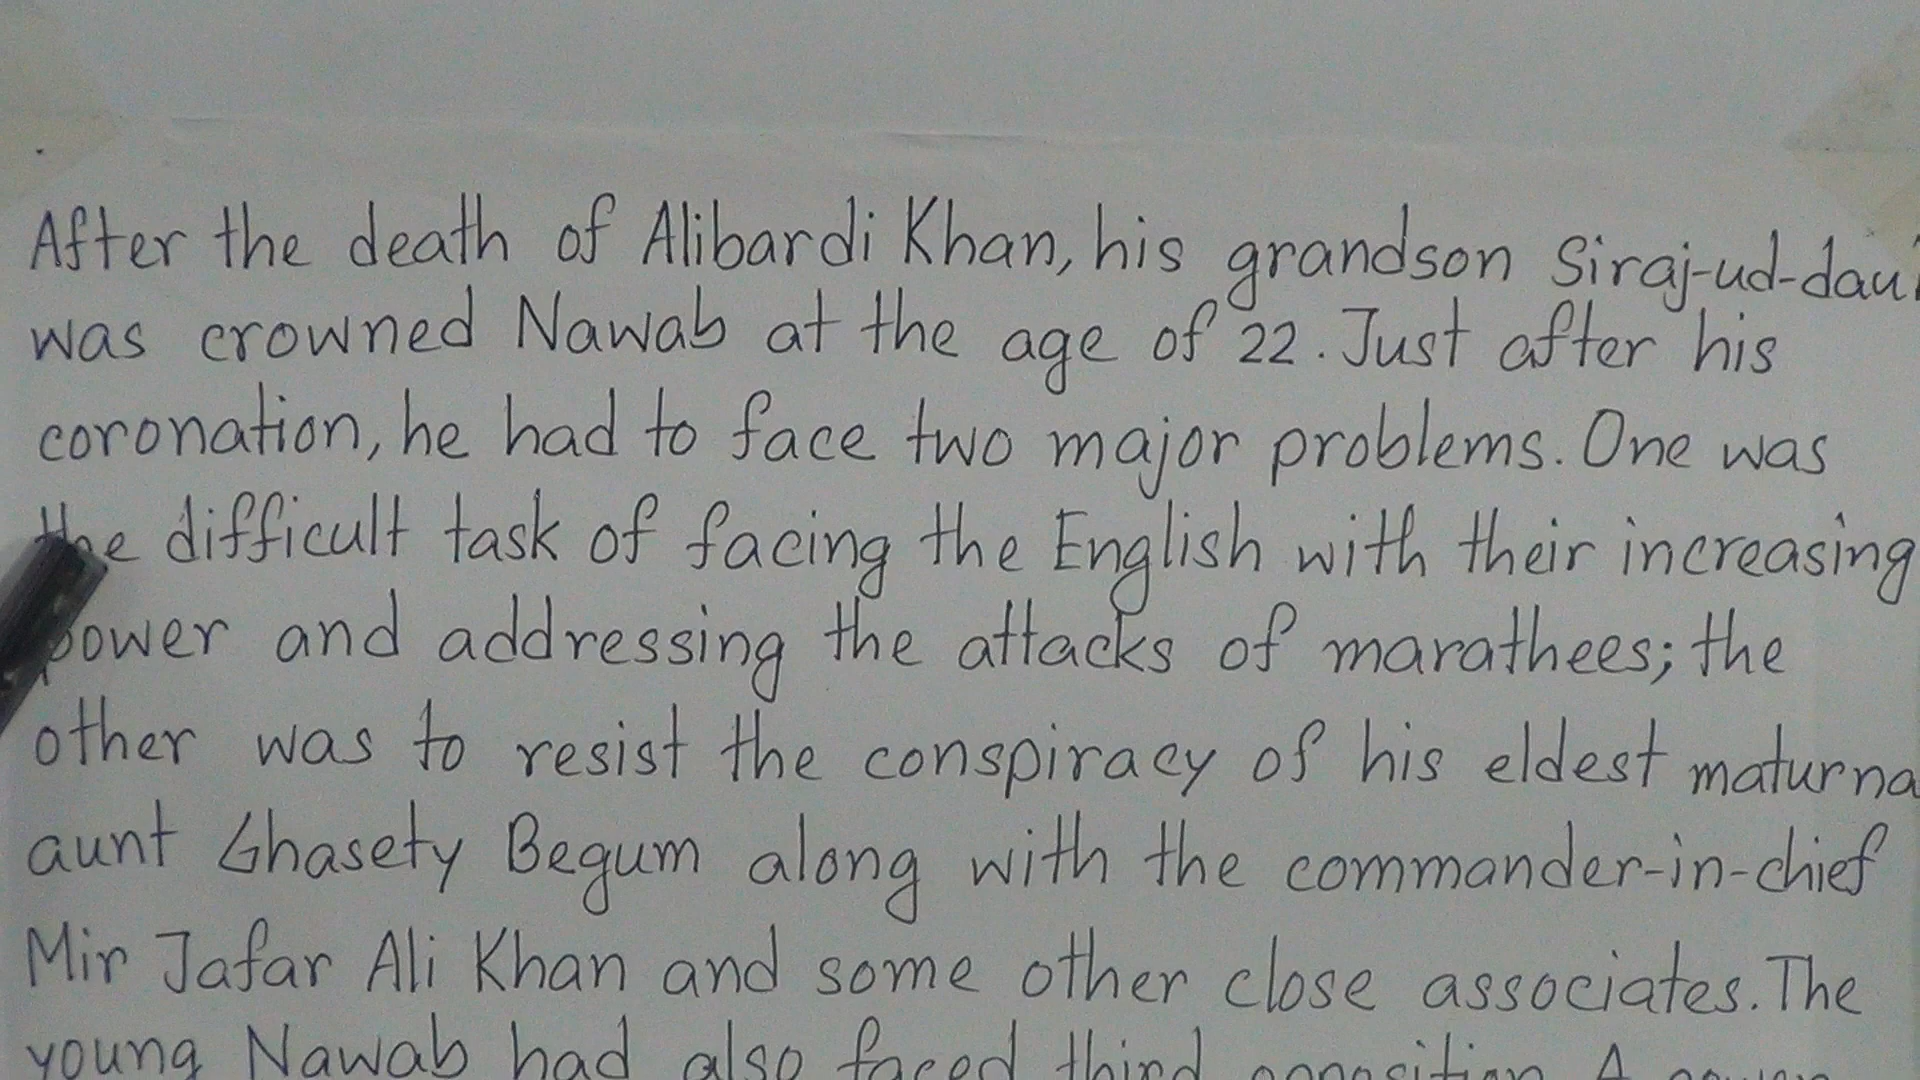 After the death of Alibardi Khan, his grandson Siraj-ud-daul
was crowned Nawab at the age of 22. Just after his
coronation, he had to face two major problems. One was
the difficult task of facing the English with their increasing
power and addressing the attacks of marathees; the
other was to resist the conspiracy of his eldest maturna
aunt Ghasety Begum along with the commander-in-chief
Mir Jafar Ali Khan and some other close associates. The
young Nawab had also faced third opposition. A